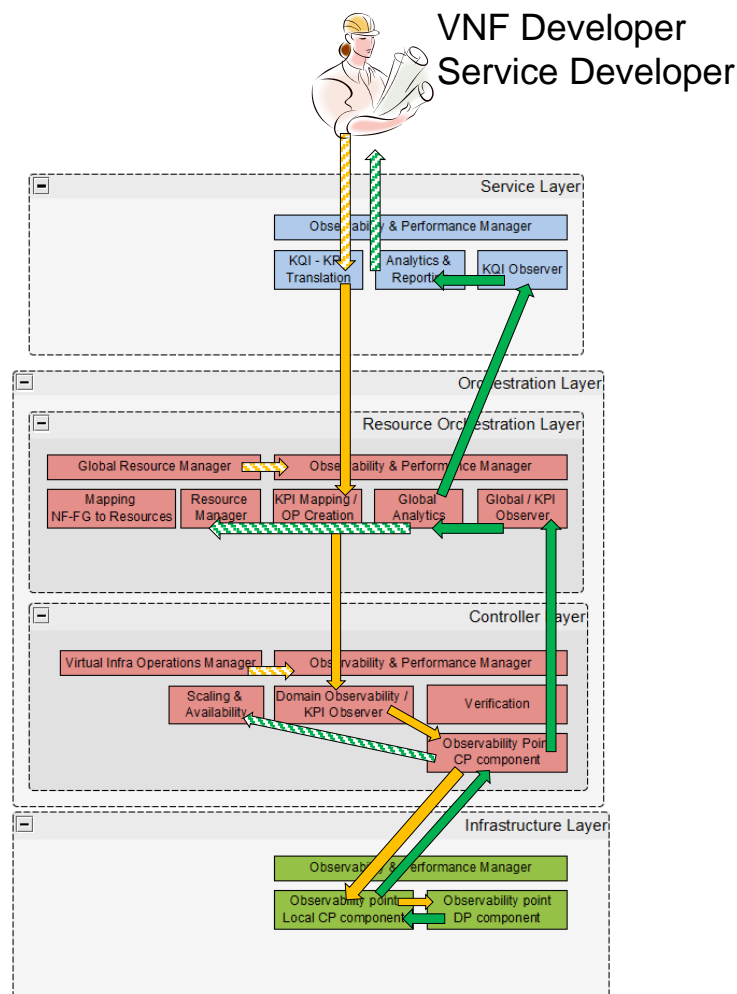 VNF Developer
Service Developer
Service Layer
Observability & Performance Manager
KQI - KPI
Translation
Analytics &
Reporting
KQI Observer
Orchestration Layer
Resource Orchestration Layer
Global Resource Manager
Observability & Performance Manager
Mapping
NF-FG to Resources
Resource
Manager
KPI Mapping /
OP Creation
Global
Analytics
Global / KPI
Observer
Controller Layer
Virtual Infra Operations Manager
Observability & Performance Manager
Scaling &
Availability
Domain Observability /
KPI Observer
Verification
Observability Point
CP component
Infrastructure Layer
Observability & Performance Manager
Observability point
Local CP component
Observability point
DP component